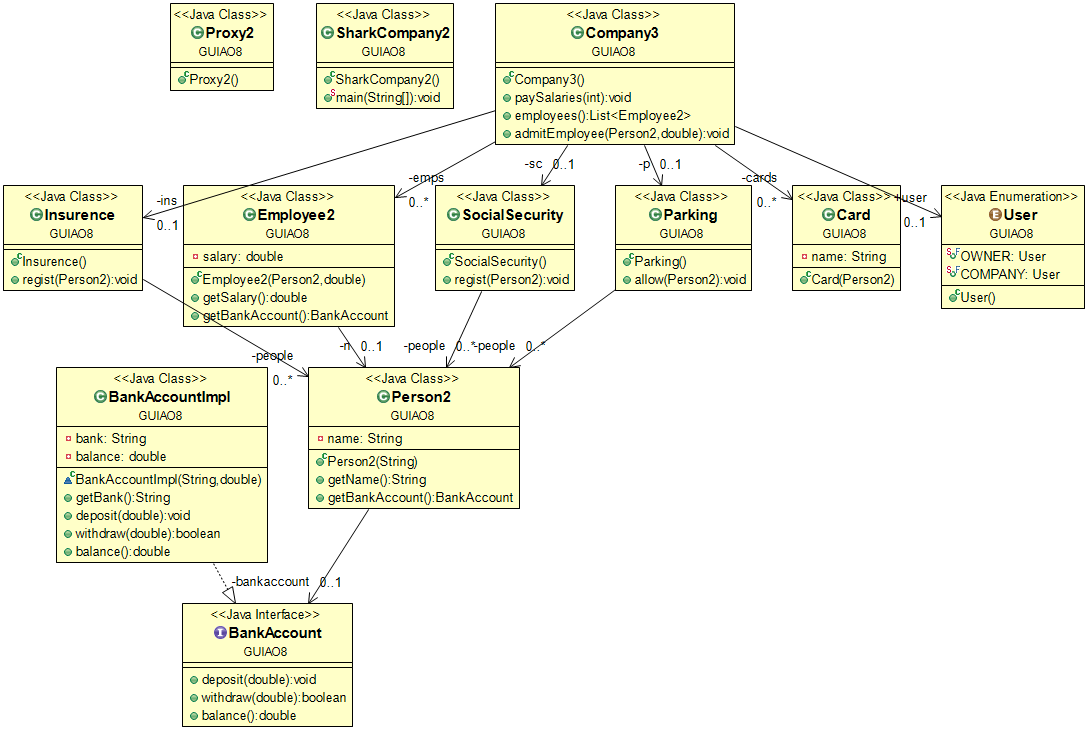 <<Java Class>>
Proxy2
GUIAO8
Proxy2()
<<Java Class>>
SharkCompany2
GUIAO8
SharkCompany2()
main(String[]):void
<<Java Class>>
Company3
GUIAO8
Company3()
paySalaries(int):void
employees():List<Employee2>
admitEmployee(Person2,double):void
-ins
0..1
-emps
0..*
-sc
0..1
-p
0..1
-cards
0..*
+user
0..1
<<Java Class>>
Insurence
GUIAO8
Insurence()
regist(Person2):void
<<Java Class>>
Employee2
GUIAO8
salary: double
Employee2(Person2,double)
getSalary():double
getBankAccount():BankAccount
<<Java Class>>
SocialSecurity
GUIAO8
SocialSecurity()
regist(Person2):void
<<Java Class>>
Parking
GUIAO8
Parking()
allow(Person2):void
<<Java Class>>
Card
GUIAO8
name: String
Card(Person2)
<<Java Enumeration>>
User
GUIAO8
OWNER: User
COMPANY: User
User()
-people
0..*
-n
0..1
-people
0..*
-people
0..*
<<Java Class>>
BankAccountImpl
GUIAO8
bank: String
balance: double
BankAccountImpl(String,double)
getBank():String
deposit(double):void
withdraw(double):boolean
balance():double
<<Java Class>>
Person2
GUIAO8
name: String
Person2(String)
getName():String
getBankAccount():BankAccount
-bankaccount
0..1
<<Java Interface>>
BankAccount
GUIAO8
deposit(double):void
withdraw(double):boolean
balance():double